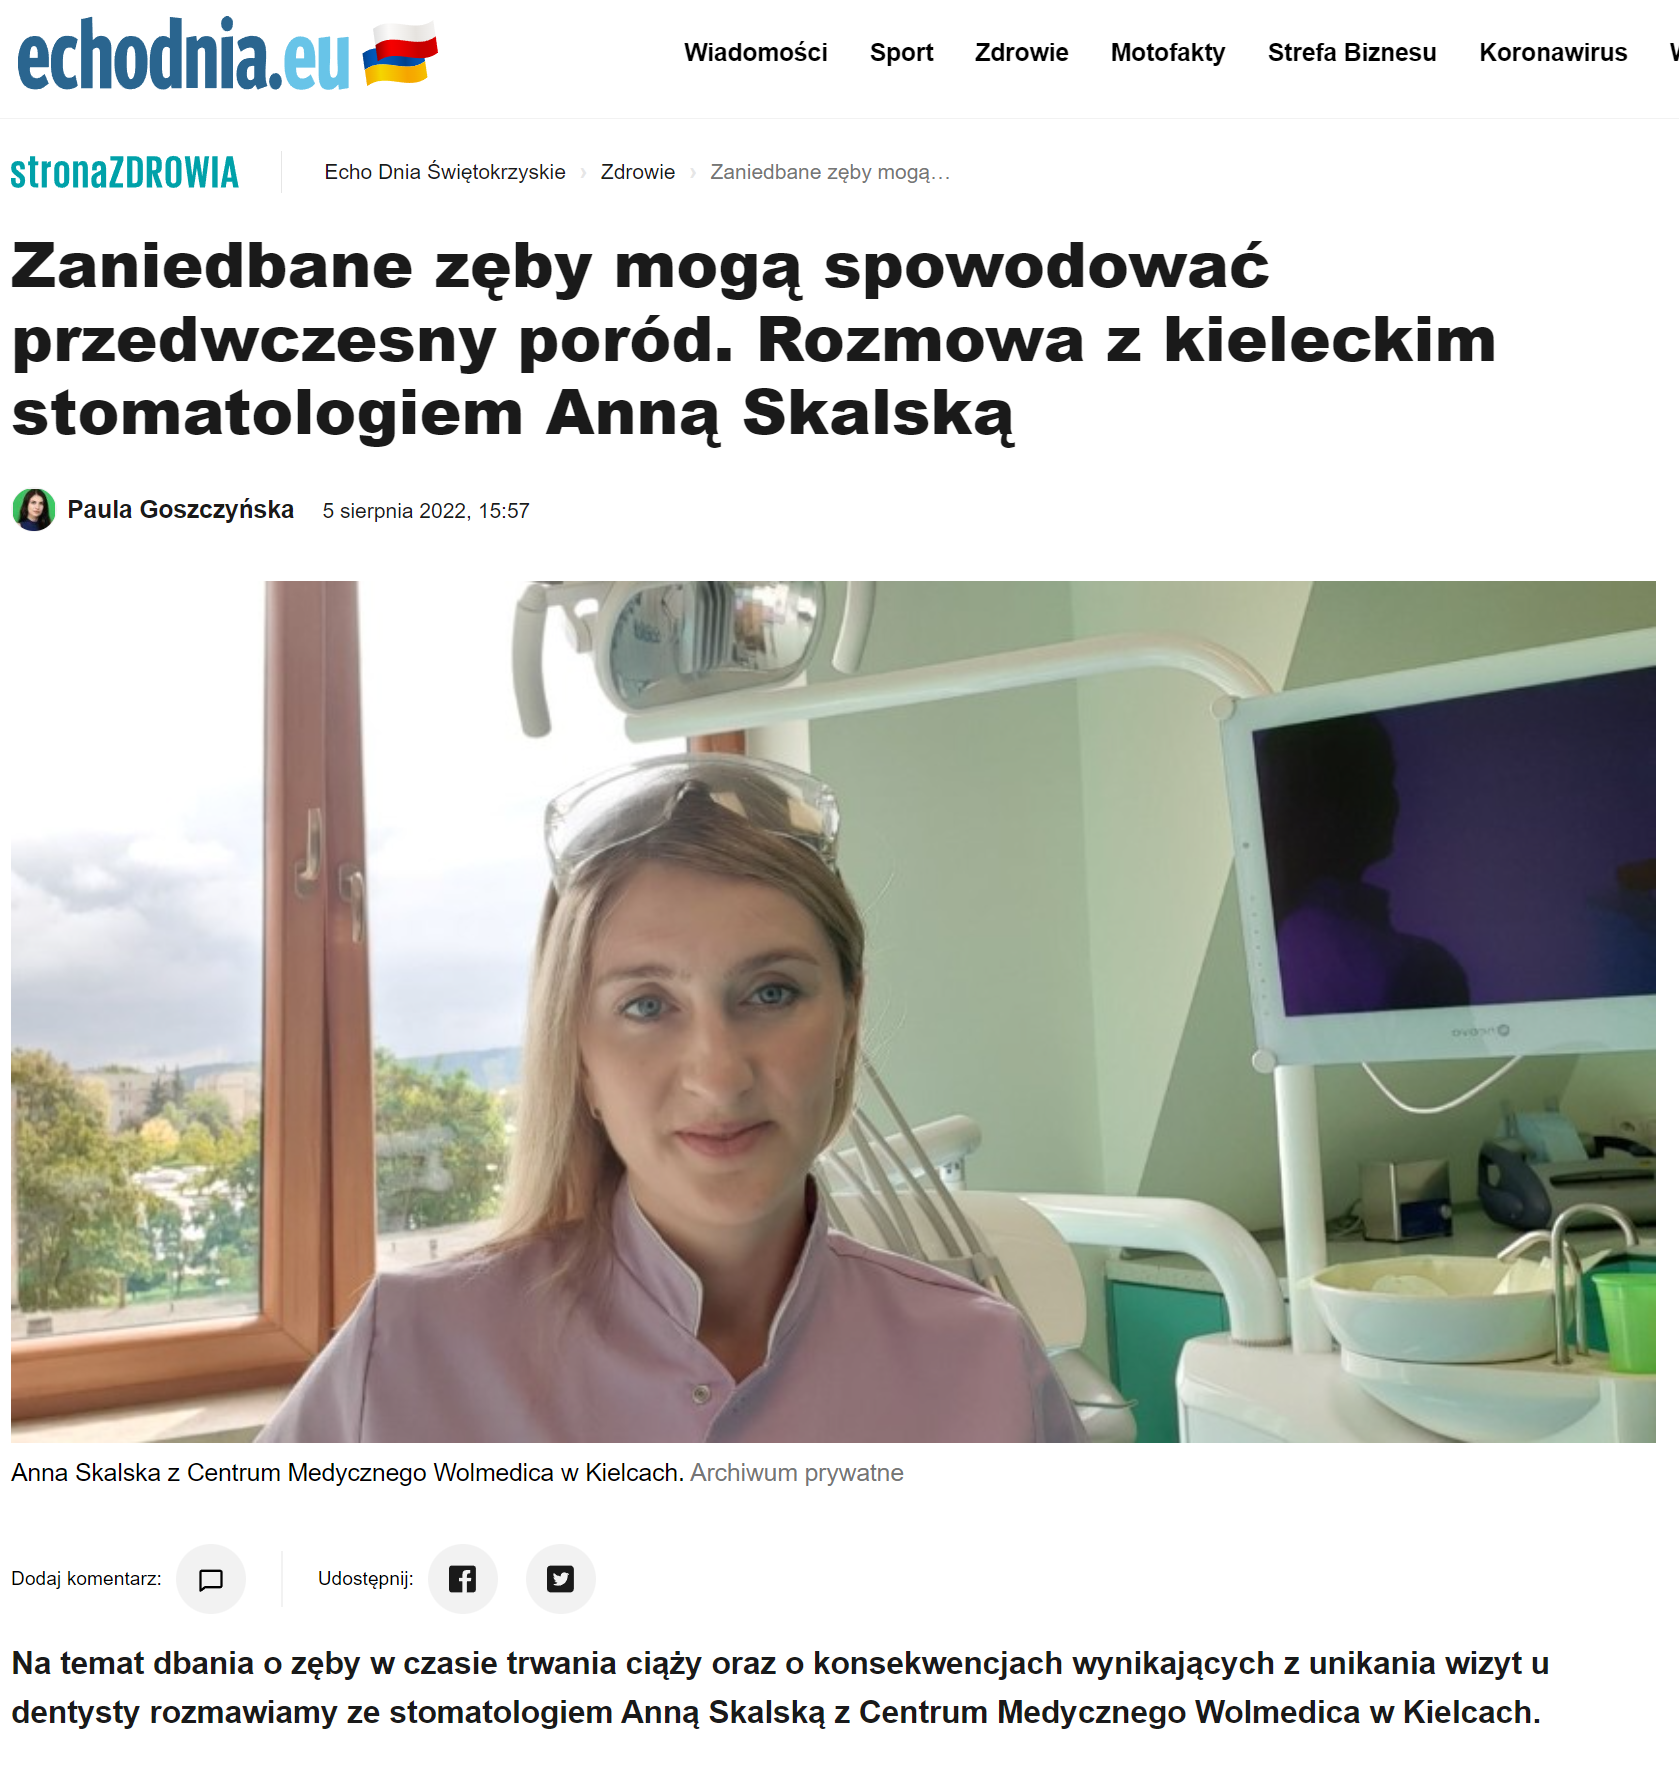 echodnia.eu
Wiadomości Sport Zdrowie Motofakty Strefa Biznesu Koronawirus
stronaZDROWIA
Echo Dnia Świętokrzyskie › Zdrowie › Zaniedbane zęby mogą...
Zaniedbane zęby mogą spowodować
przedwczesny poród. Rozmowa z kieleckim
stomatologiem Anną Skalską
Paula Goszczyńska 5 sierpnia 2022, 15:57
Anna Skalska z Centrum Medycznego Wolmedica w Kielcach. Archiwum prywatne
Dodaj komentarz: Udostępnij:
Na temat dbania o zęby w czasie trwania ciąży oraz o konsekwencjach wynikających z unikania wizyt u
dentysty rozmawiamy ze stomatologiem Anną Skalską z Centrum Medycznego Wolmedica w Kielcach.